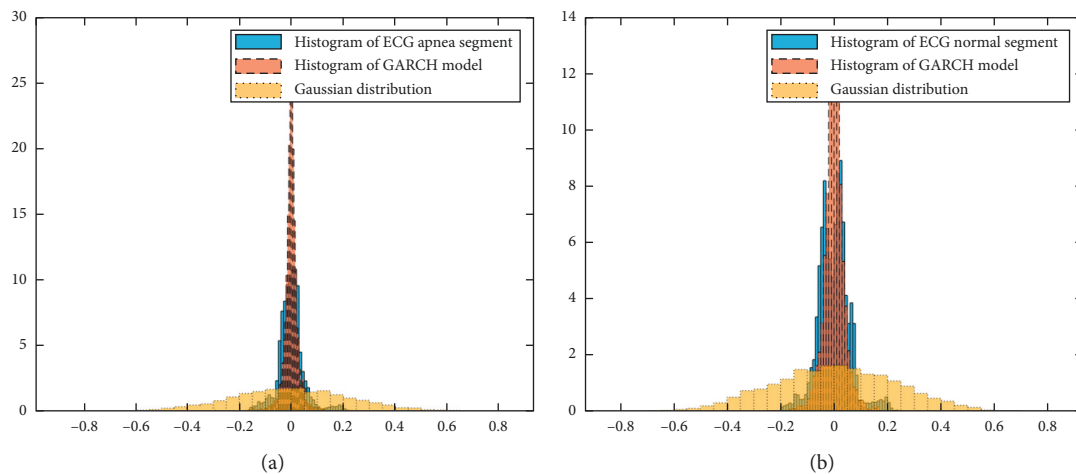 30
25
20
15
10
5
0
Histogram of ECG apnea segment
Histogram of GARCH model
Gaussian distribution
−0.8 −0.6 −0.4 −0.2 0 0.2 0.4 0.6 0.8
(a)
14
12
10
8
6
4
2
0
Histogram of ECG normal segment
Histogram of GARCH model
Gaussian distribution
−0.8 −0.6 −0.4 −0.2 0 0.2 0.4 0.6 0.8
(b)